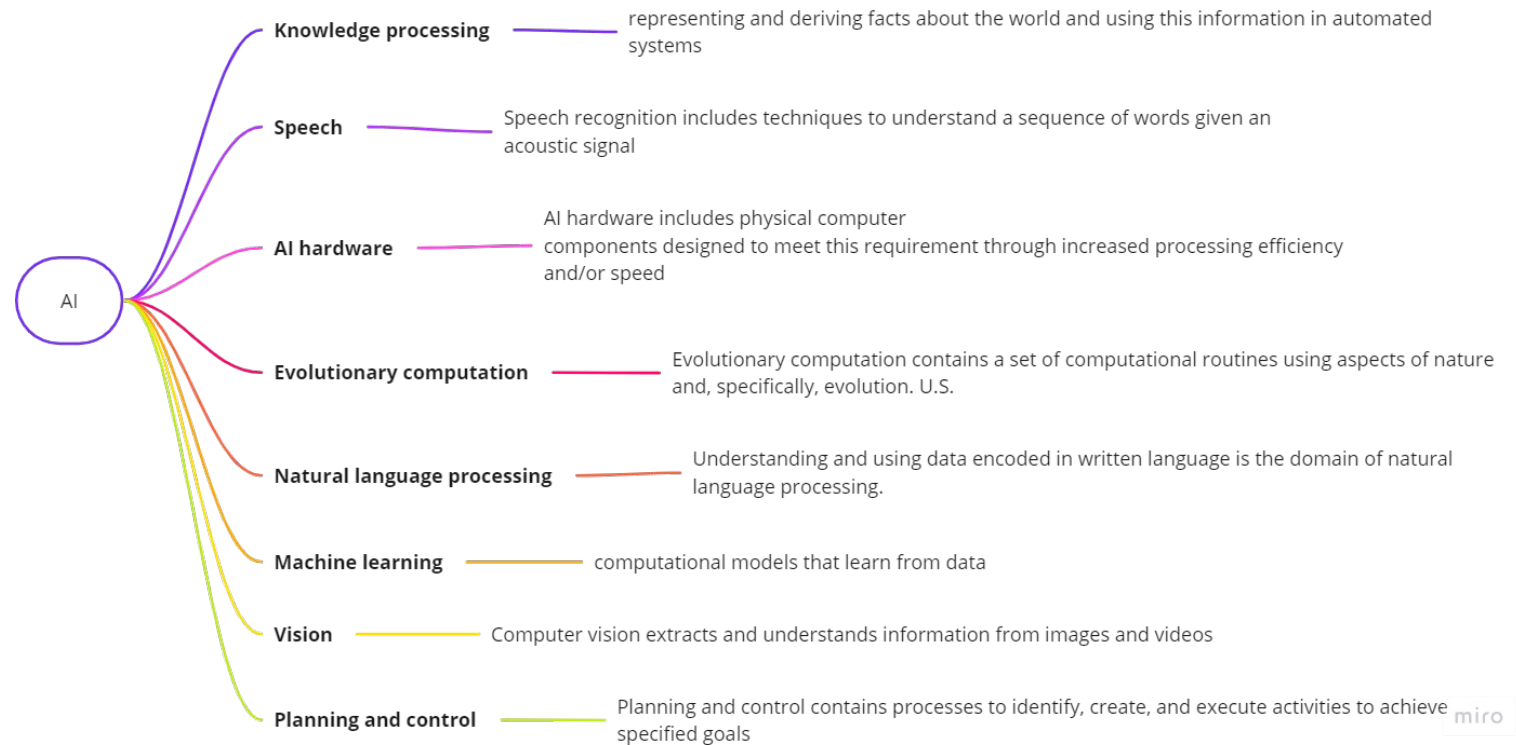 Knowledge processing
representing and deriving facts about the world and using this information in automated
systems
Speech
Speech recognition includes techniques to understand a sequence of words given an
acoustic signal
AI hardware
AI hardware includes physical computer
components designed to meet this requirement through increased processing efficiency
and/or speed
AI
Evolutionary computation
Evolutionary computation contains a set of computational routines using aspects of nature
and, specifically, evolution. U.S.
Natural language processing
Understanding and using data encoded in written language is the domain of natural
language processing.
Machine learning
computational models that learn from data
Vision
Computer vision extracts and understands information from images and videos
Planning and control
Planning and control contains processes to identify, create, and execute activities to achieve
specified goals
miro